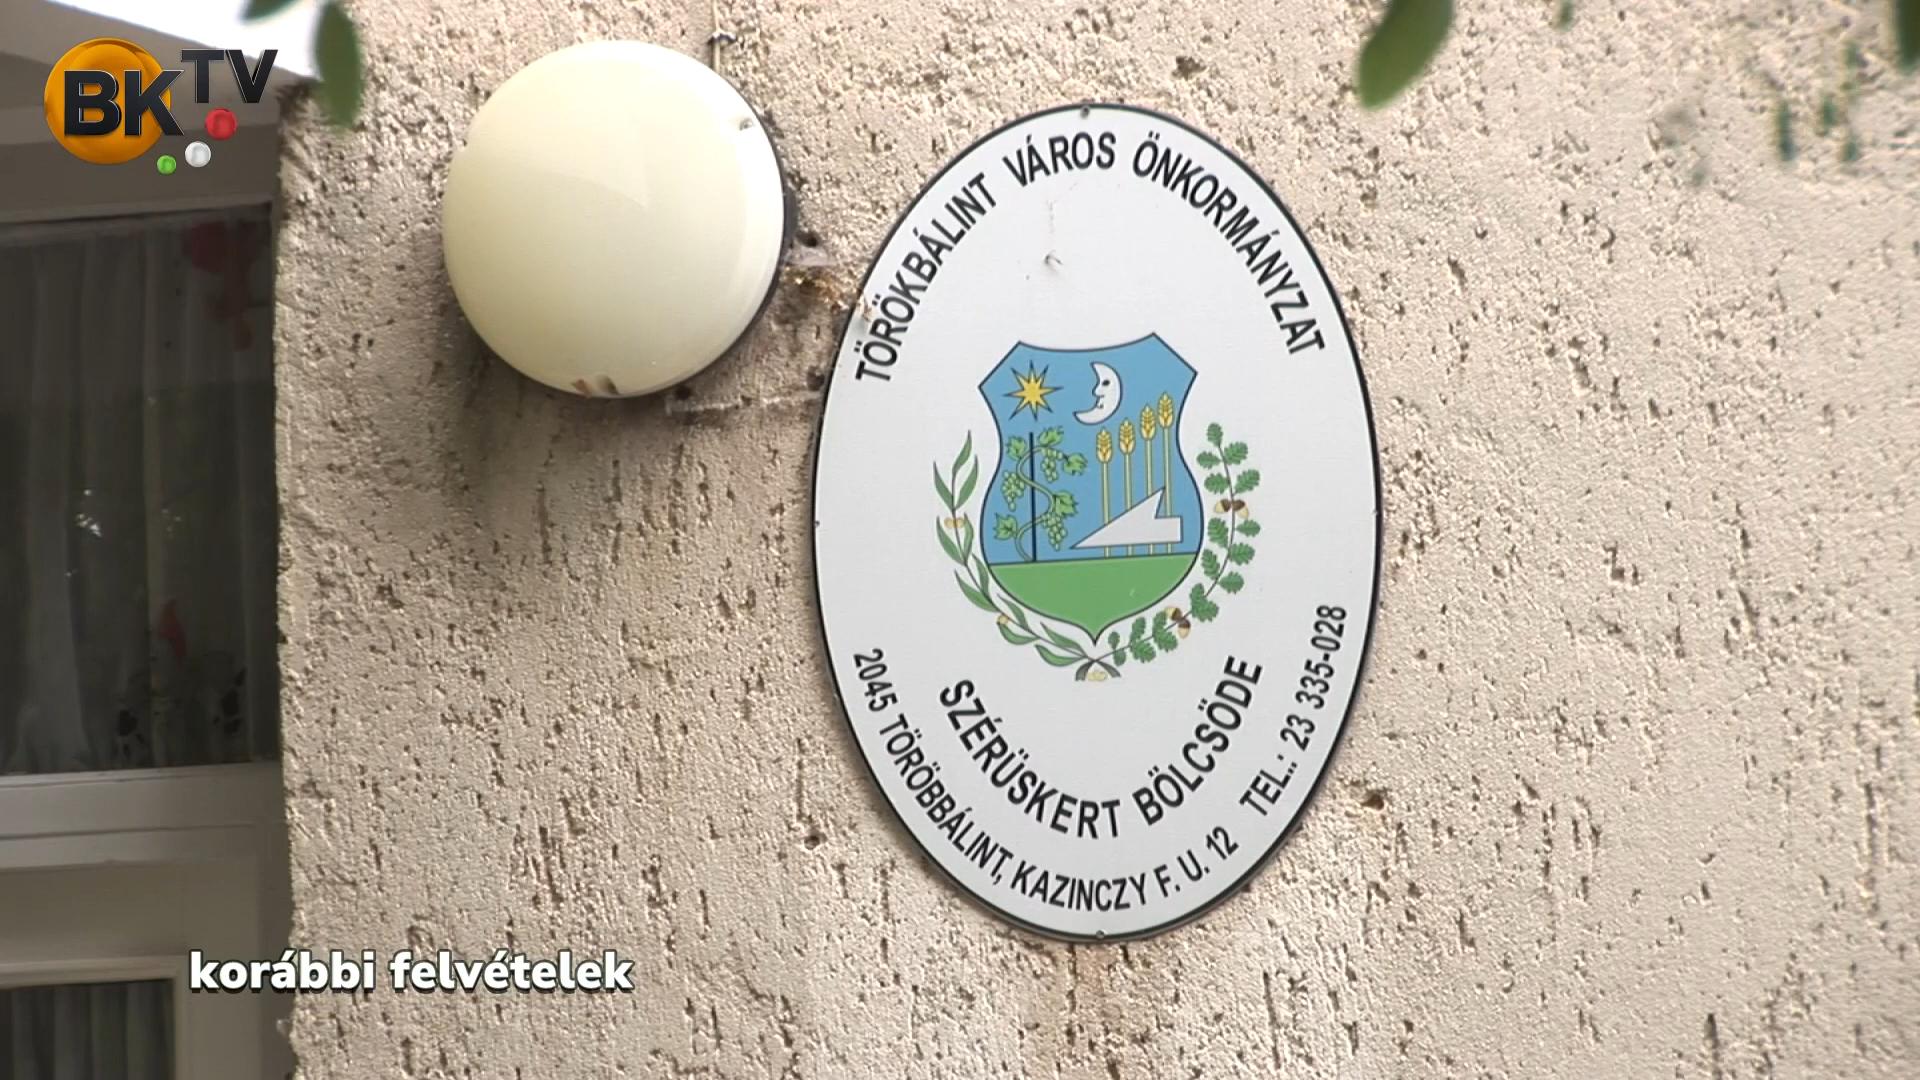 BKTV
TÖRÖKBÁLINT VÁROS ÖNKORMÁNYZAT
SZÉRÜSKERT BÖLCSÖDE
2045 TÖRÖBBÁLINT, KAZINCZY F. U. 12 TEL.: 23 335-028
korábbi felvételek